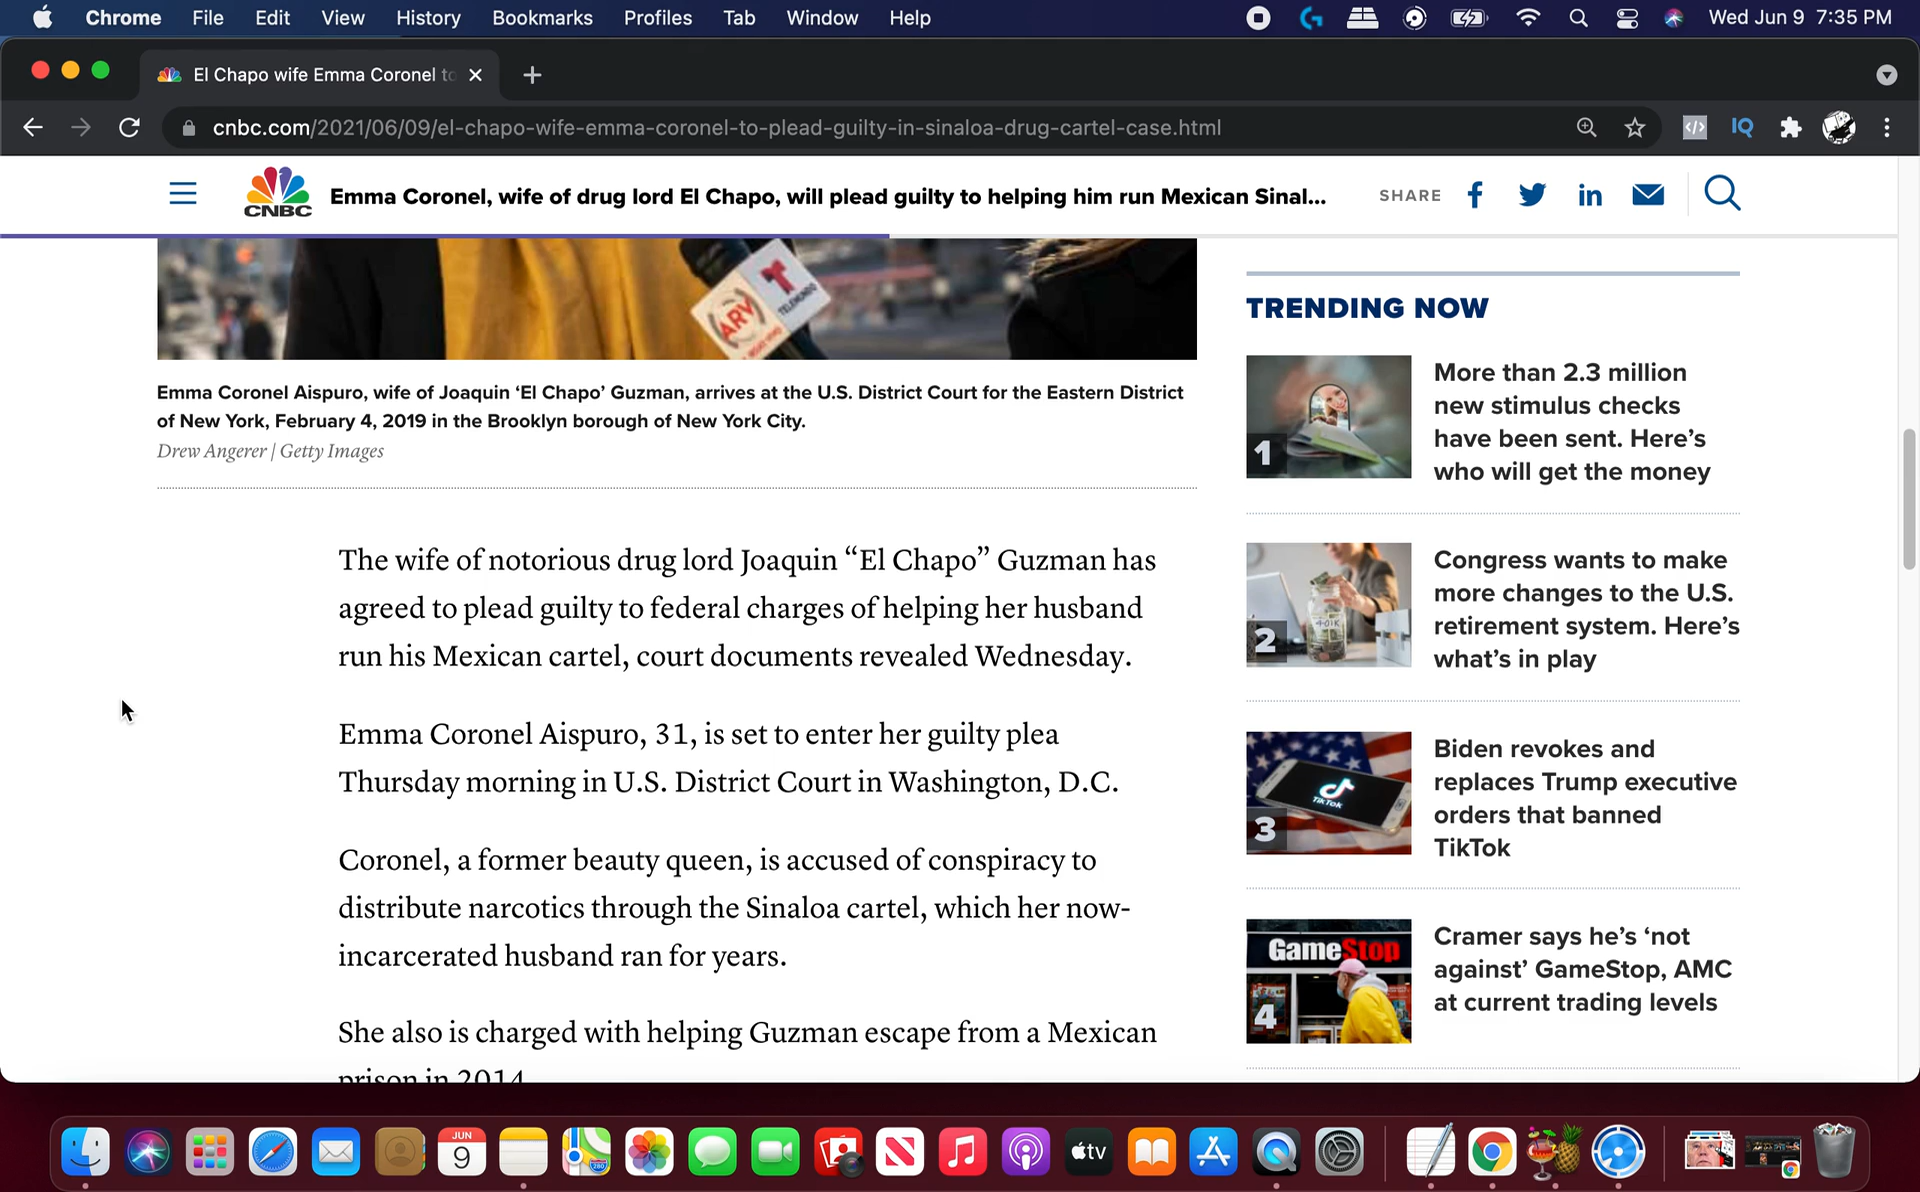 Chrome File Edit View History Bookmarks Profiles Tab Window Help
Wed Jun 9 7:35 PM
El Chapo wife Emma Coronel to
cnbc.com/2021/06/09/el-chapo-wife-emma-coronel-to-plead-guilty-in-sinaloa-drug-cartel-case.html
IQ
CNBC
Emma Coronel, wife of drug lord El Chapo, will plead guilty to helping him run Mexican Sinal...
SHARE
ARV
TELEMUNDO
Emma Coronel Aispuro, wife of Joaquin ‘El Chapo’ Guzman, arrives at the U.S. District Court for the Eastern District
of New York, February 4, 2019 in the Brooklyn borough of New York City.
Drew Angerer | Getty Images
The wife of notorious drug lord Joaquin “El Chapo” Guzman has
agreed to plead guilty to federal charges of helping her husband
run his Mexican cartel, court documents revealed Wednesday.
Emma Coronel Aispuro, 31, is set to enter her guilty plea
Thursday morning in U.S. District Court in Washington, D.C.
Coronel, a former beauty queen, is accused of conspiracy to
distribute narcotics through the Sinaloa cartel, which her now-
incarcerated husband ran for years.
She also is charged with helping Guzman escape from a Mexican
prison in 2014
TRENDING NOW
1
More than 2.3 million
new stimulus checks
have been sent. Here’s
who will get the money
401K
2
Congress wants to make
more changes to the U.S.
retirement system. Here’s
what’s in play
TikTok
3
Biden revokes and
replaces Trump executive
orders that banned
TikTok
GameStop
4
Cramer says he’s ‘not
against’ GameStop, AMC
at current trading levels
JUN
9
280
tv